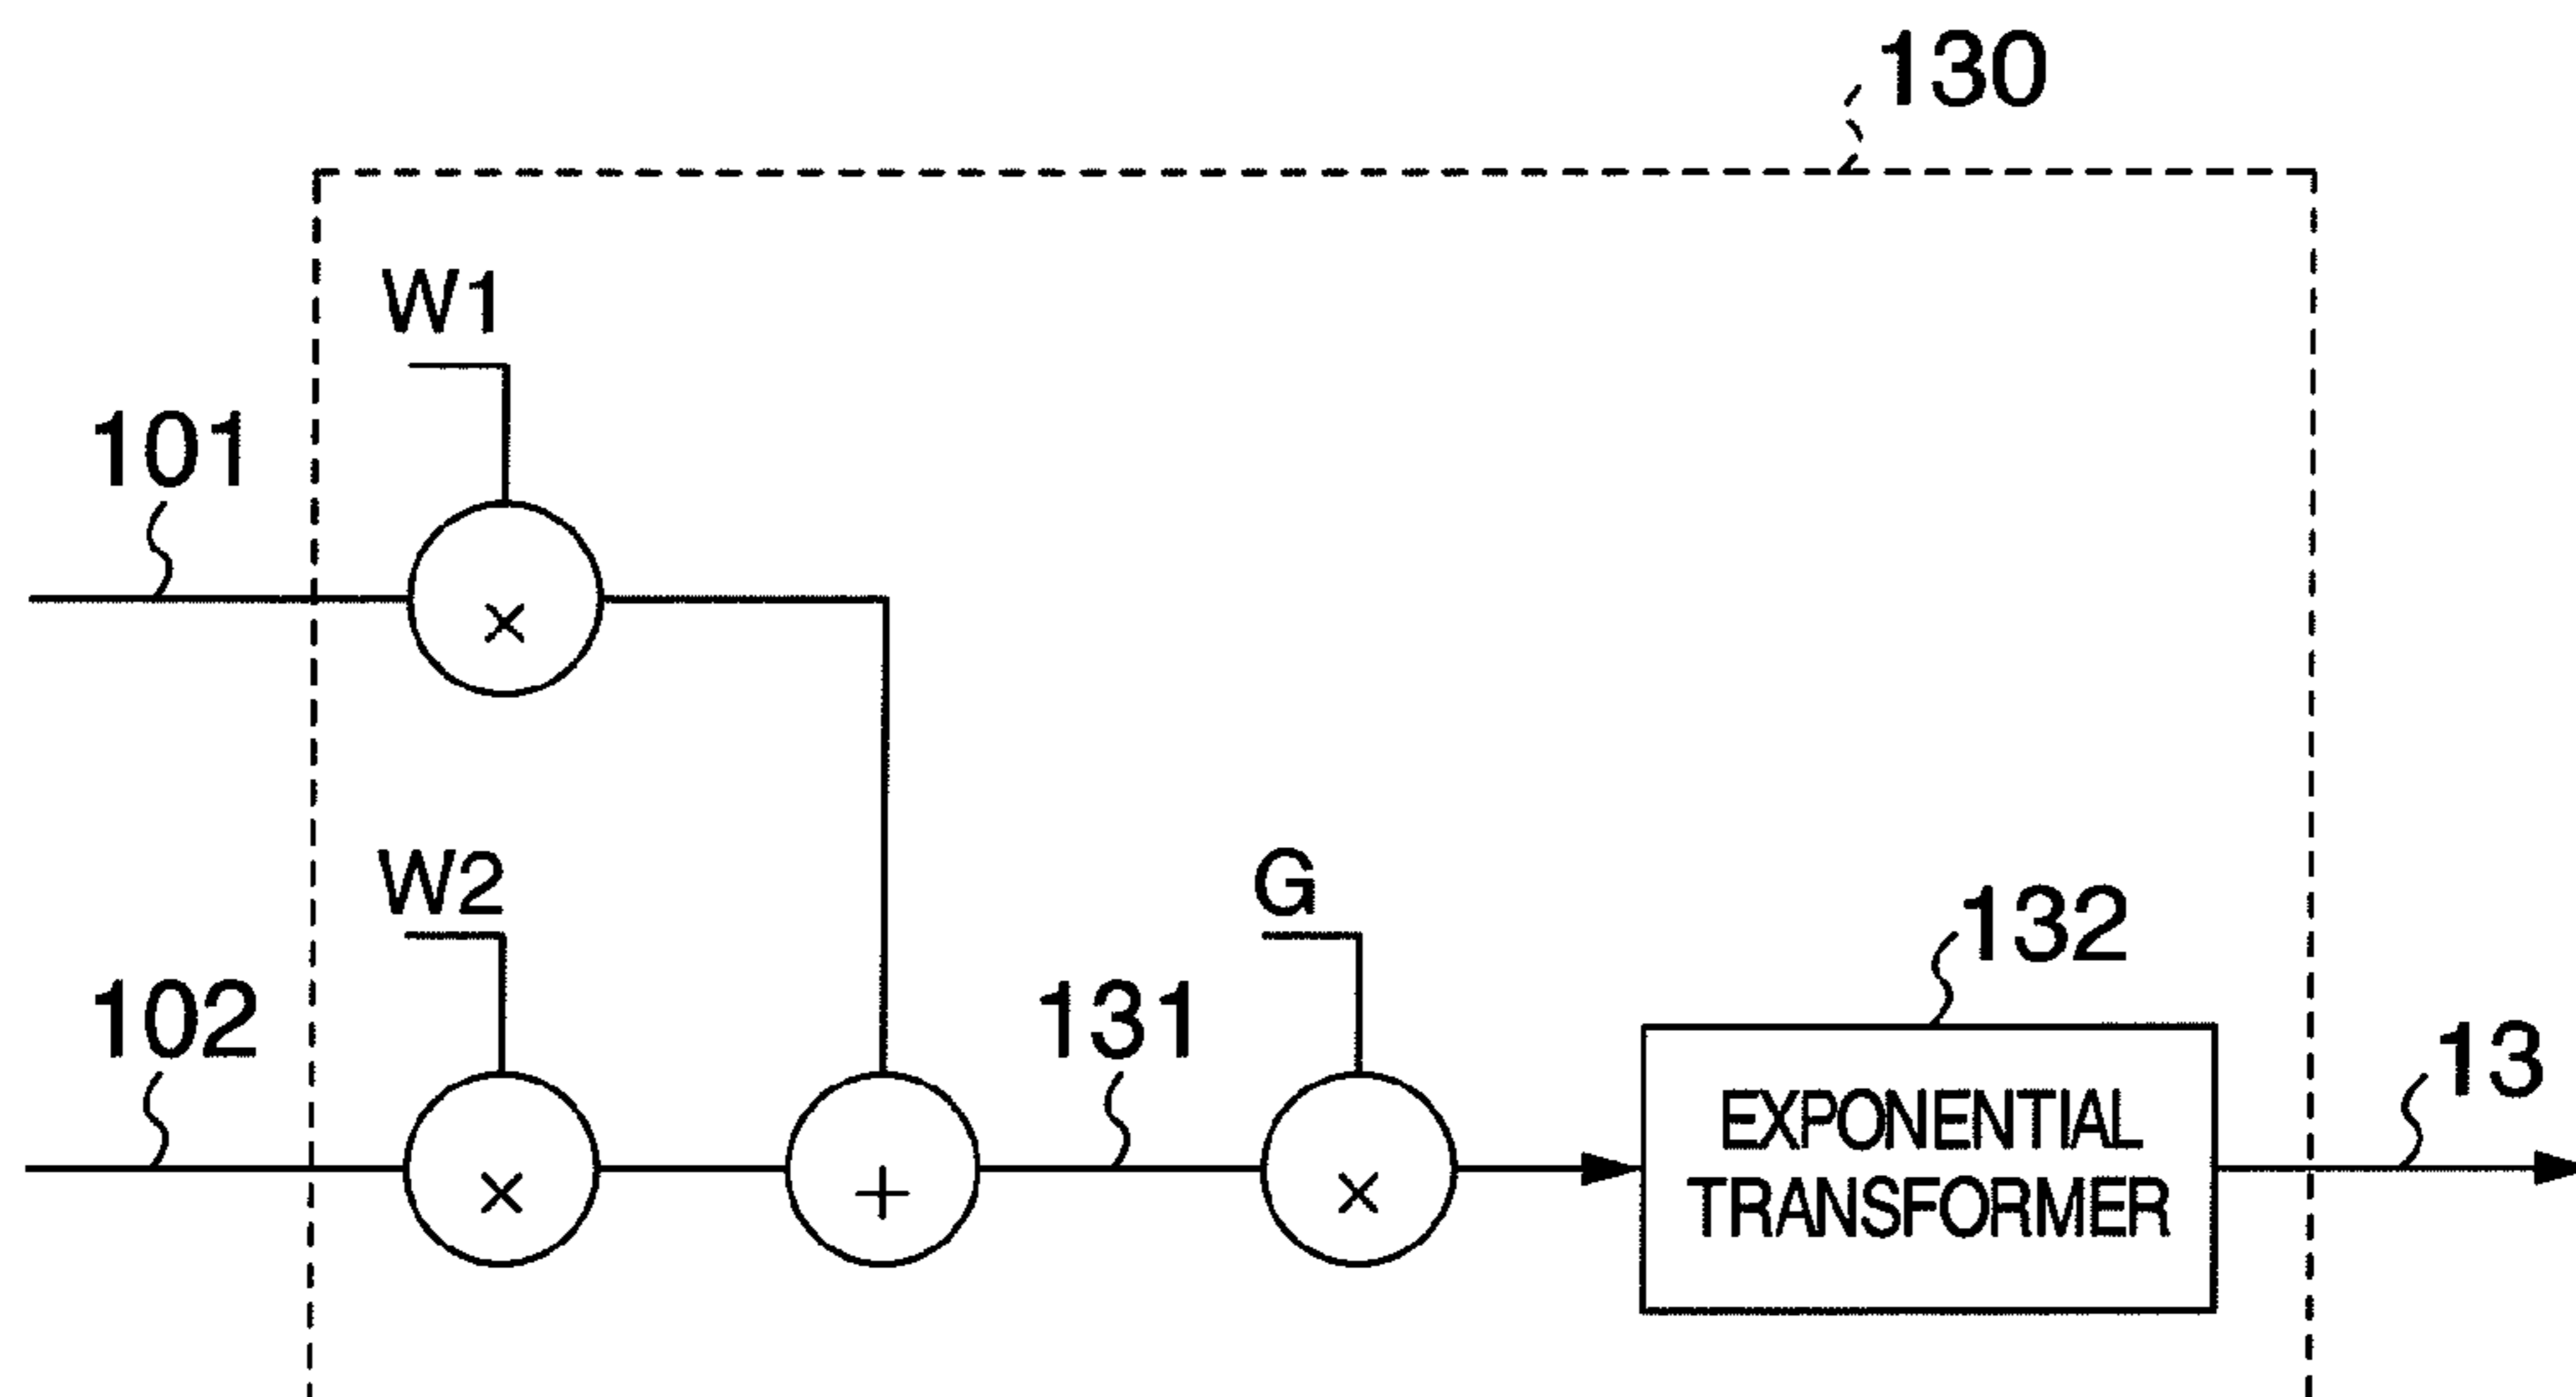 130
W1
101
×
W2
G
132
102
131
13
EXPONENTIAL
TRANSFORMER
×
+
×